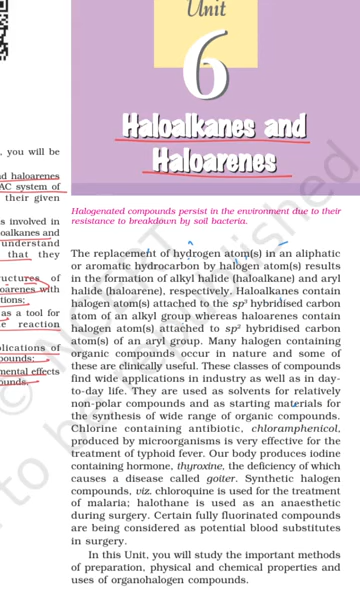 Unit
6
Haloalkanes and
Haloarenes
, you will be
nd haloarenes
AC system of
their given
s involved in
oalkanes and
understand
that they
uctures of
oarenes with
tions;
as a tool for
e reaction
plications of
pounds;
mental effects
ounds.
Halogenated compounds persist in the environment due to their
resistance to breakdown by soil bacteria.
The replacement of hydrogen atom(s) in an aliphatic
or aromatic hydrocarbon by halogen atom(s) results
in the formation of alkyl halide (haloalkane) and aryl
halide (haloarene), respectively. Haloalkanes contain
halogen atom(s) attached to the sp³ hybridised carbon
atom of an alkyl group whereas haloarenes contain
halogen atom(s) attached to sp² hybridised carbon
atom(s) of an aryl group. Many halogen containing
organic compounds occur in nature and some of
these are clinically useful. These classes of compounds
find wide applications in industry as well as in day-
to-day life. They are used as solvents for relatively
non-polar compounds and as starting materials for
the synthesis of wide range of organic compounds.
Chlorine containing antibiotic, chloramphenicol,
produced by microorganisms is very effective for the
treatment of typhoid fever. Our body produces iodine
containing hormone, thyroxine, the deficiency of which
causes a disease called goiter. Synthetic halogen
compounds, viz. chloroquine is used for the treatment
of malaria; halothane is used as an anaesthetic
during surgery. Certain fully fluorinated compounds
are being considered as potential blood substitutes
in surgery.
In this Unit, you will study the important methods
of preparation, physical and chemical properties and
uses of organohalogen compounds.
to be republished